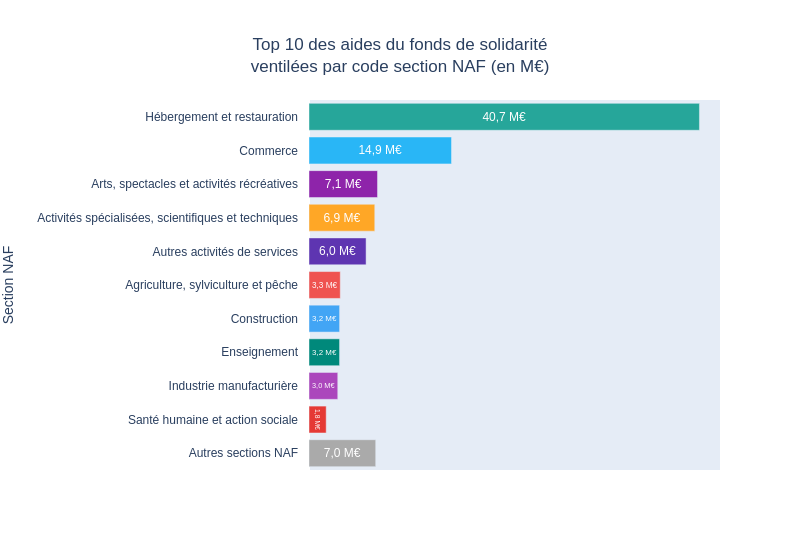 Top 10 des aides du fonds de solidarité
ventilées par code section NAF (en M€)
Section NAF
Hébergement et restauration 40,7 M€
Commerce 14,9 M€
Arts, spectacles et activités récréatives 7,1 M€
Activités spécialisées, scientifiques et techniques 6,9 M€
Autres activités de services 6,0 M€
Agriculture, sylviculture et pêche 3,3 M€
Construction 3,2 M€
Enseignement 3,2 M€
Industrie manufacturière 3,0 M€
Santé humaine et action sociale 1,8 M€
Autres sections NAF 7,0 M€